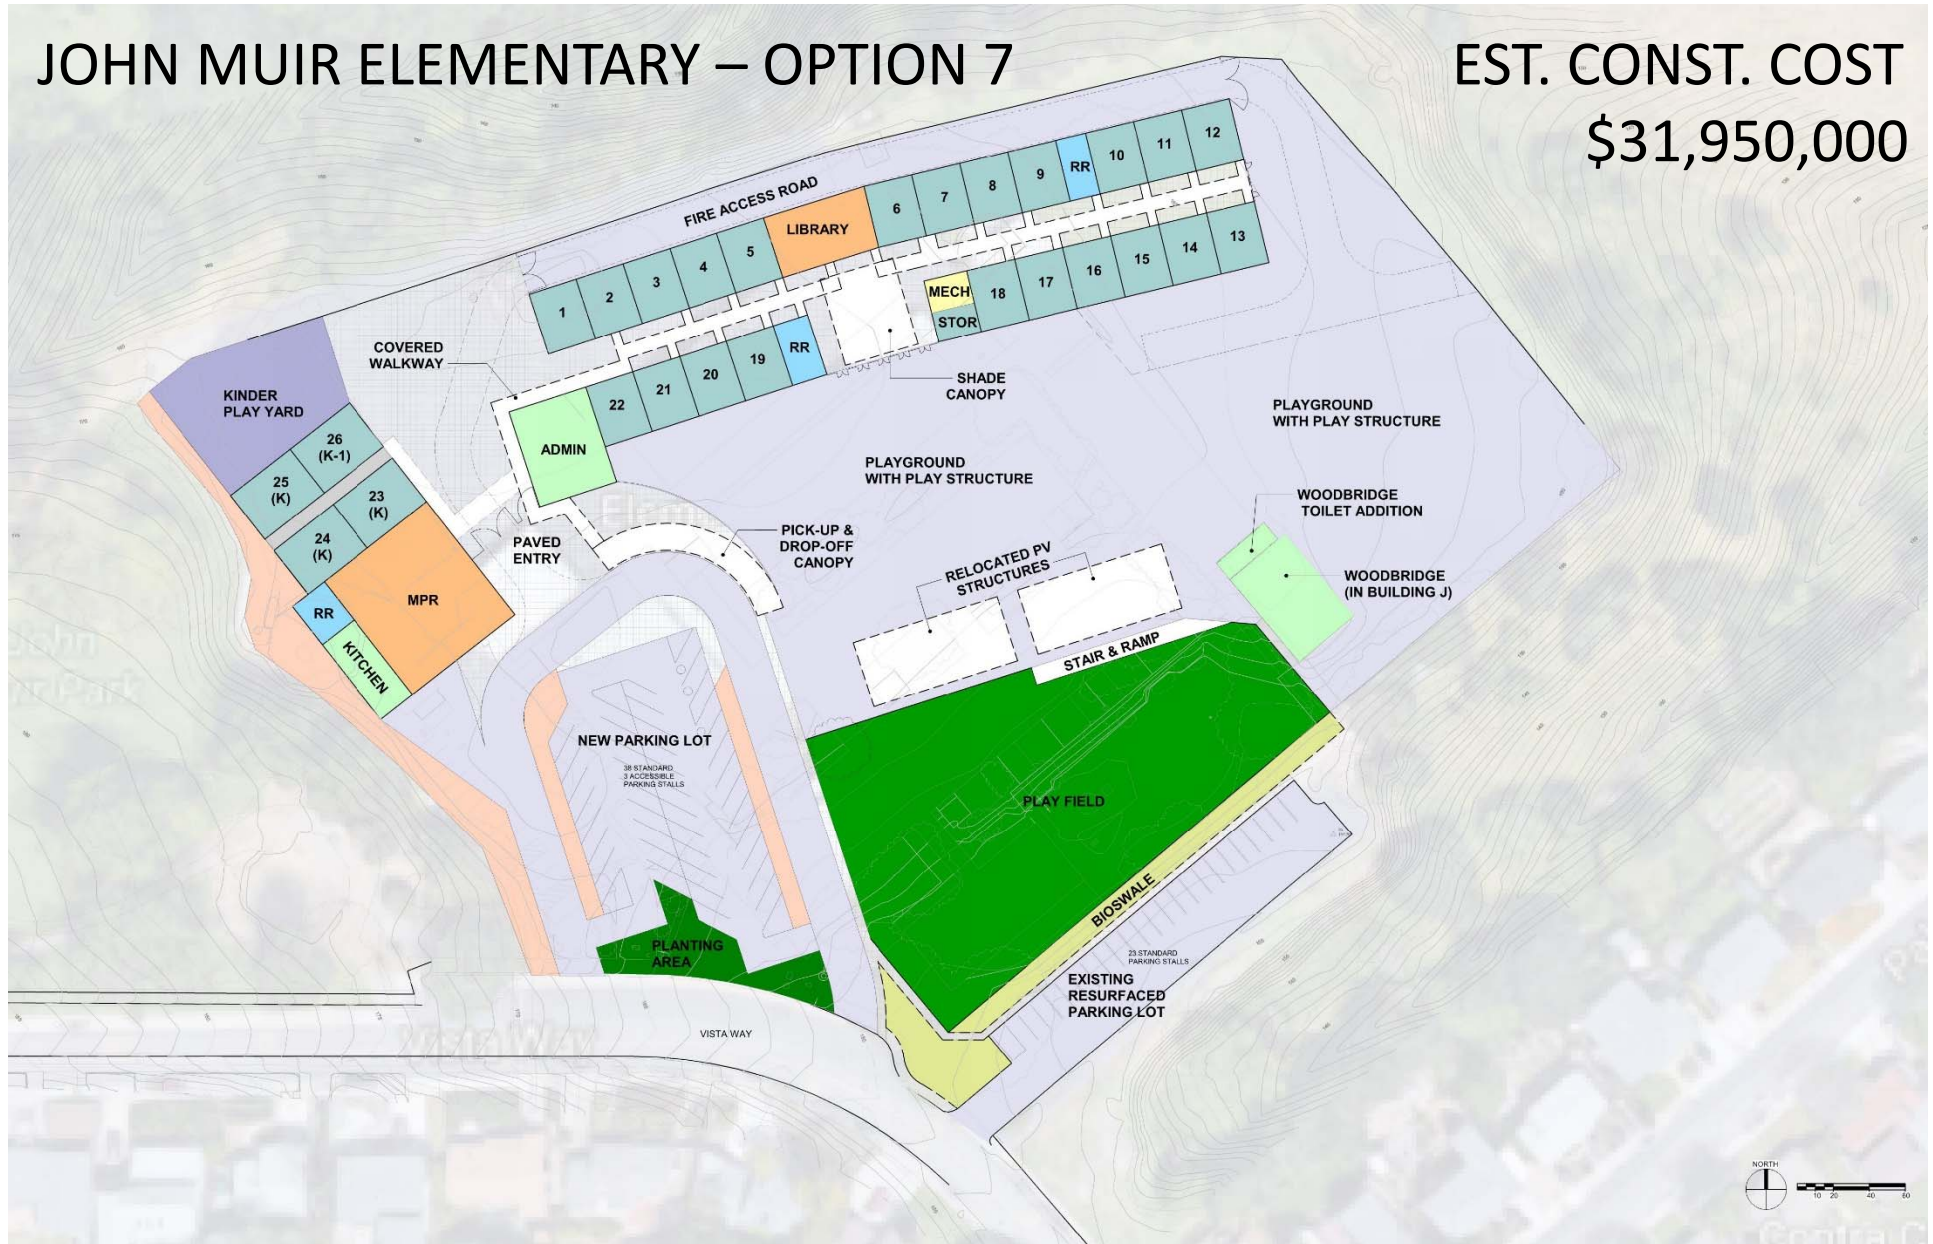 JOHN MUIR ELEMENTARY – OPTION 7
EST. CONST. COST
$31,950,000
FIRE ACCESS ROAD
1
2
3
4
5
LIBRARY
6
7
8
9
RR
10
11
12
13
14
15
16
17
18
MECH
STOR
19
RR
20
21
22
COVERED
WALKWAY
SHADE
CANOPY
KINDER
PLAY YARD
26
(K-1)
25
(K)
23
(K)
24
(K)
ADMIN
PLAYGROUND
WITH PLAY STRUCTURE
PLAYGROUND
WITH PLAY STRUCTURE
PAVED
ENTRY
PICK-UP &
DROP-OFF
CANOPY
WOODBRIDGE
TOILET ADDITION
WOODBRIDGE
(IN BUILDING J)
RELOCATED PV
STRUCTURES
STAIR & RAMP
RR
MPR
KITCHEN
NEW PARKING LOT
38 STANDARD
3 ACCESSIBLE
PARKING STALLS
PLAY FIELD
BIOSWALE
PLANTING
AREA
23 STANDARD
PARKING STALLS
EXISTING
RESURFACED
PARKING LOT
VISTA WAY
NORTH
10 20 40 60